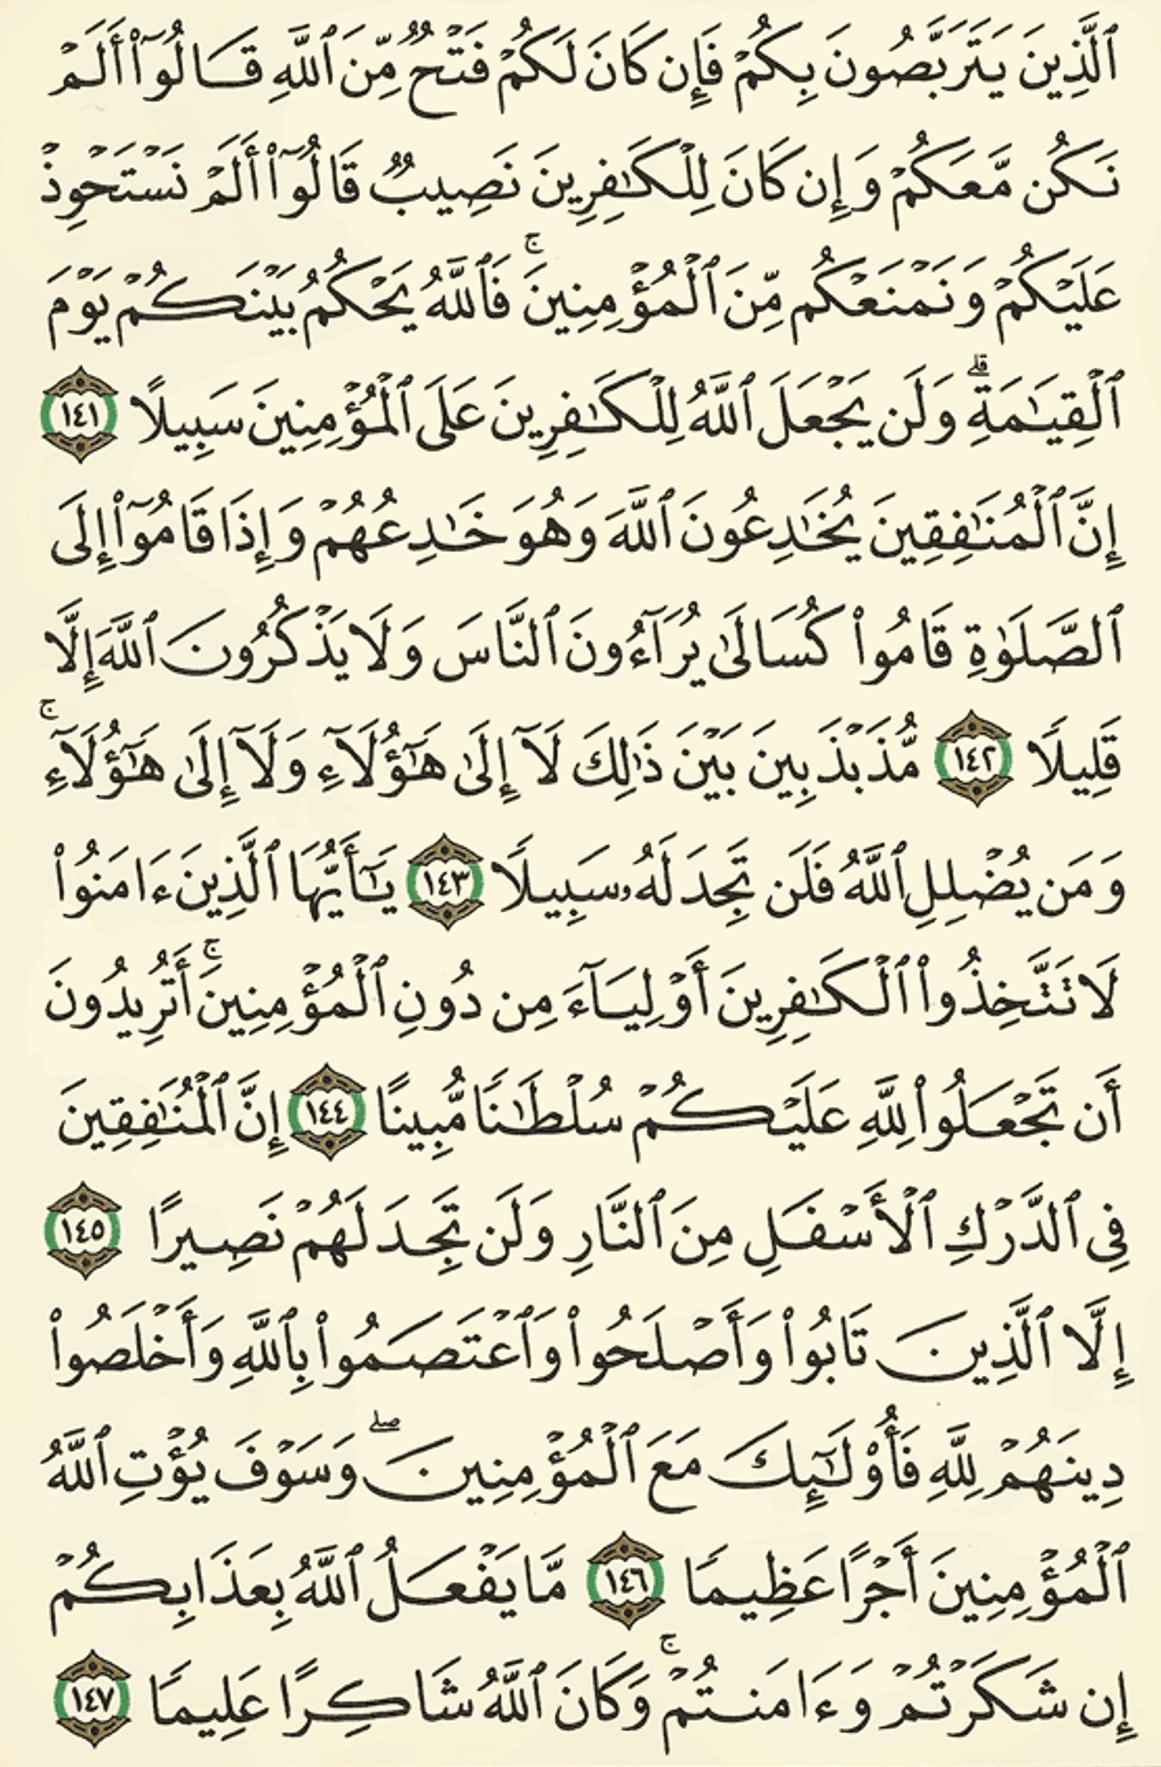 ٱلَّذِينَ يَتَرَبَّصُونَ بِكُمْ فَإِن كَانَ لَكُمْ فَتْحٌ مِّنَ ٱللَّهِ قَالُوٓا۟ أَلَمْ
نَكُن مَّعَكُمْ وَإِن كَانَ لِلْكَـٰفِرِينَ نَصِيبٌ قَالُوٓا۟ أَلَمْ نَسْتَحْوِذْ
عَلَيْكُمْ وَنَمْنَعْكُم مِّنَ ٱلْمُؤْمِنِينَ ۚ فَٱللَّهُ يَحْكُمُ بَيْنَكُمْ يَوْمَ
ٱلْقِيَـٰمَةِ ۗ وَلَن يَجْعَلَ ٱللَّهُ لِلْكَـٰفِرِينَ عَلَى ٱلْمُؤْمِنِينَ سَبِيلًا ١٤١
إِنَّ ٱلْمُنَـٰفِقِينَ يُخَـٰدِعُونَ ٱللَّهَ وَهُوَ خَـٰدِعُهُمْ وَإِذَا قَامُوٓا۟ إِلَى
ٱلصَّلَوٰةِ قَامُوا۟ كُسَالَىٰ يُرَآءُونَ ٱلنَّاسَ وَلَا يَذْكُرُونَ ٱللَّهَ إِلَّا
قَلِيلًا ١٤٢ مُّذَبْذَبِينَ بَيْنَ ذَٰلِكَ لَآ إِلَىٰ هَـٰٓؤُلَآءِ وَلَآ إِلَىٰ هَـٰٓؤُلَآءِ ۚ
وَمَن يُضْلِلِ ٱللَّهُ فَلَن تَجِدَ لَهُۥ سَبِيلًا ١٤٣ يَـٰٓأَيُّهَا ٱلَّذِينَ ءَامَنُوا۟
لَا تَتَّخِذُوا۟ ٱلْكَـٰفِرِينَ أَوْلِيَآءَ مِن دُونِ ٱلْمُؤْمِنِينَ ۚ أَتُرِيدُونَ
أَن تَجْعَلُوا۟ لِلَّهِ عَلَيْكُمْ سُلْطَـٰنًا مُّبِينًا ١٤٤ إِنَّ ٱلْمُنَـٰفِقِينَ
فِى ٱلدَّرْكِ ٱلْأَسْفَلِ مِنَ ٱلنَّارِ وَلَن تَجِدَ لَهُمْ نَصِيرًا ١٤٥
إِلَّا ٱلَّذِينَ تَابُوا۟ وَأَصْلَحُوا۟ وَٱعْتَصَمُوا۟ بِٱللَّهِ وَأَخْلَصُوا۟
دِينَهُمْ لِلَّهِ فَأُو۟لَـٰٓئِكَ مَعَ ٱلْمُؤْمِنِينَ ۖ وَسَوْفَ يُؤْتِ ٱللَّهُ
ٱلْمُؤْمِنِينَ أَجْرًا عَظِيمًا ١٤٦ مَّا يَفْعَلُ ٱللَّهُ بِعَذَابِكُمْ
إِن شَكَرْتُمْ وَءَامَنتُمْ ۚ وَكَانَ ٱللَّهُ شَاكِرًا عَلِيمًا ١٤٧